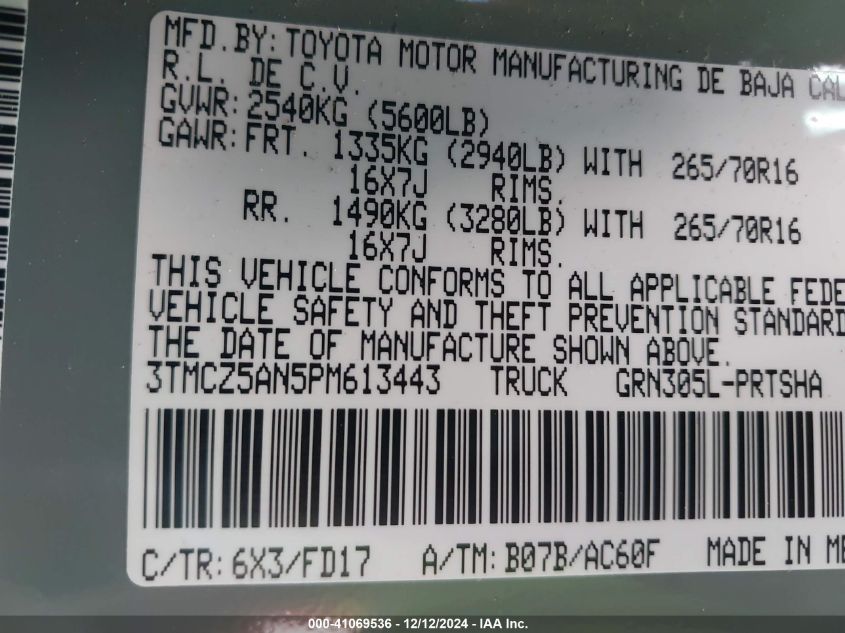 MFD.BY: TOYOTA MOTOR MANUFACTURING DE BAJA CAL
R.L. DE C.V.
GVWR: 2540KG (5600LB)
GAWR: FRT. 1335KG (2940LB) WITH 265/70R16
16X7J RIMS.
RR. 1490KG (3280LB) WITH 265/70R16
16X7J RIMS.
THIS VEHICLE CONFORMS TO ALL APPLICABLE FEDE
VEHICLE SAFETY AND THEFT PREVENTION STANDARD
THE DATE OF MANUFACTURE SHOWN ABOVE.
3TMCZ5AN5PM613443 TRUCK GRN305L-PRTSHA
C/TR: 6X3/FD17 A/TM: B07B/AC60F MADE IN ME
000-41069536 - 12/12/2024 - IAA Inc.